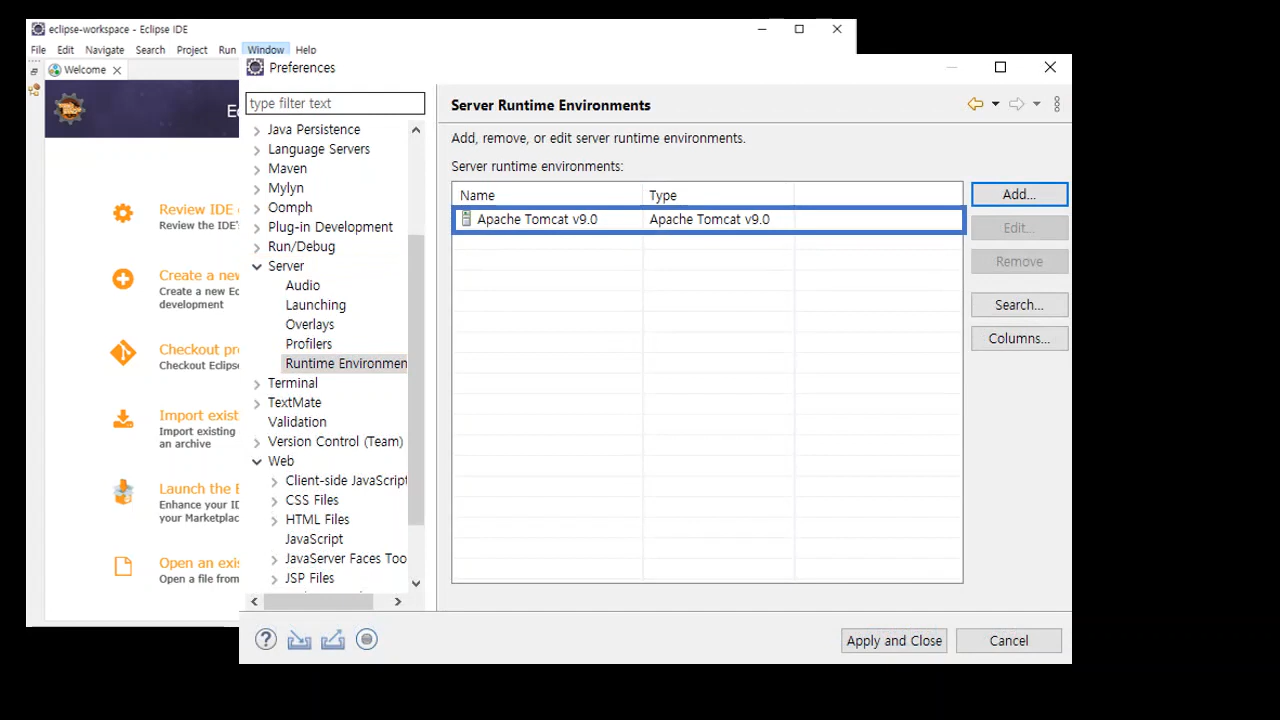 eclipse-workspace - Eclipse IDE
File Edit Navigate Search Project Run Window Help
Welcome
Review IDE
Review the IDE'
Create a new
Create a new Ec
development
Checkout pr
Checkout Eclips
Import exist
Import existing
an archive
Launch the
Enhance your ID
your Marketplac
Open an exis
Open a file from
Preferences
type filter text
Java Persistence
Language Servers
Maven
Mylyn
Oomph
Plug-in Development
Run/Debug
Server
Audio
Launching
Overlays
Profilers
Runtime Environmen
Terminal
TextMate
Validation
Version Control (Team)
Web
Client-side JavaScript
CSS Files
HTML Files
JavaScript
JavaServer Faces Too
JSP Files
Server Runtime Environments
Add, remove, or edit server runtime environments.
Server runtime environments:
Name Type
Apache Tomcat v9.0 Apache Tomcat v9.0
Add...
Edit...
Remove
Search...
Columns...
Apply and Close Cancel